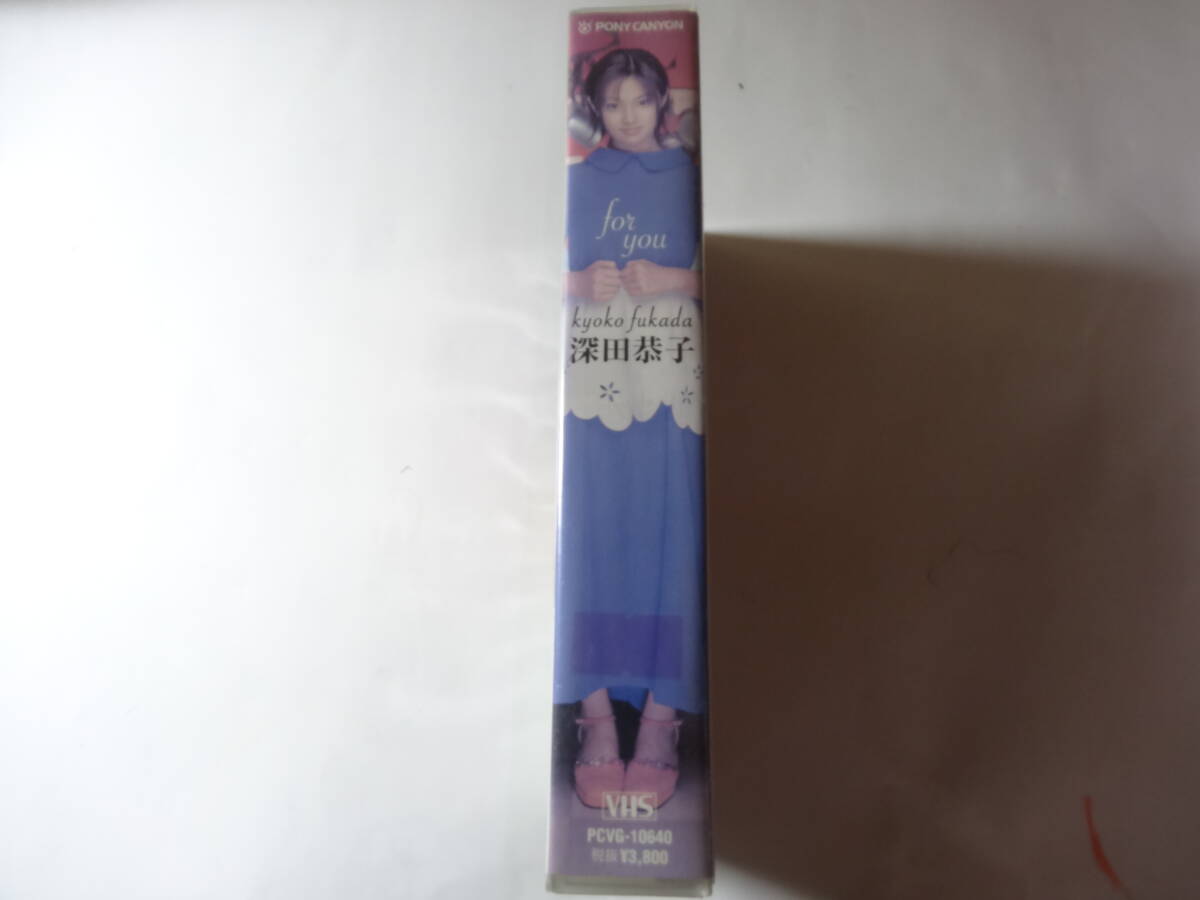 PONY CANYON
for
you
kyoko fukada
深田恭子
VHS
PCVG-10640
税抜¥3,800